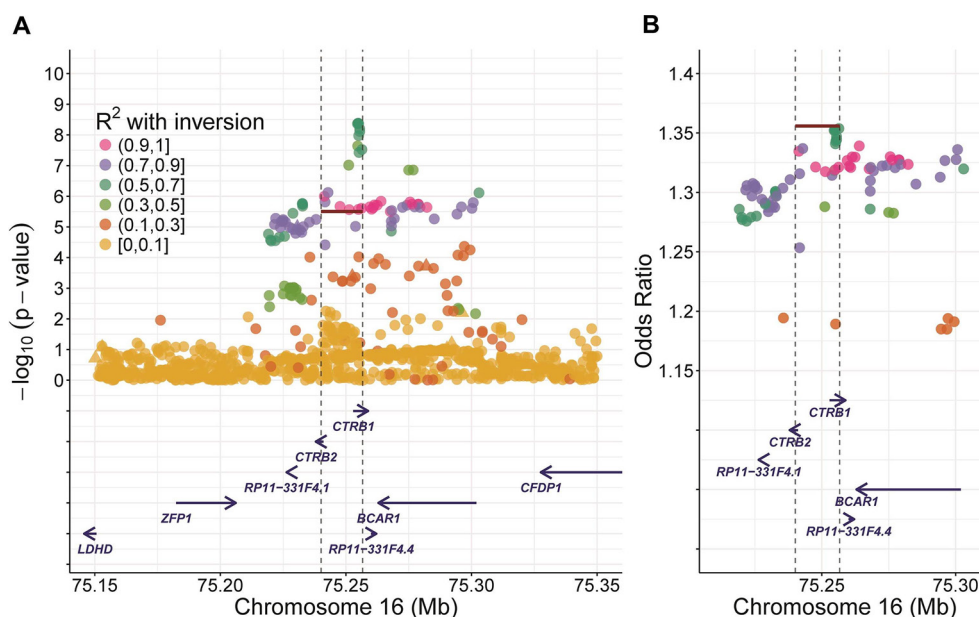 A
−log10 (p−value)
10
9
8
7
6
5
4
3
2
1
0
R2 with inversion
(0.9,1]
(0.7,0.9]
(0.5,0.7]
(0.3,0.5]
(0.1,0.3]
[0,0.1]
CTRB1
CTRB2
RP11−331F4.1
CFDP1
ZFP1
BCAR1
LDHD
RP11−331F4.4
75.15
75.20
75.25
75.30
75.35
Chromosome 16 (Mb)
B
Odds Ratio
1.4
1.35
1.3
1.25
1.2
1.15
CTRB1
CTRB2
RP11−331F4.1
BCAR1
RP11−331F4.4
75.25
75.30
Chromosome 16 (Mb)